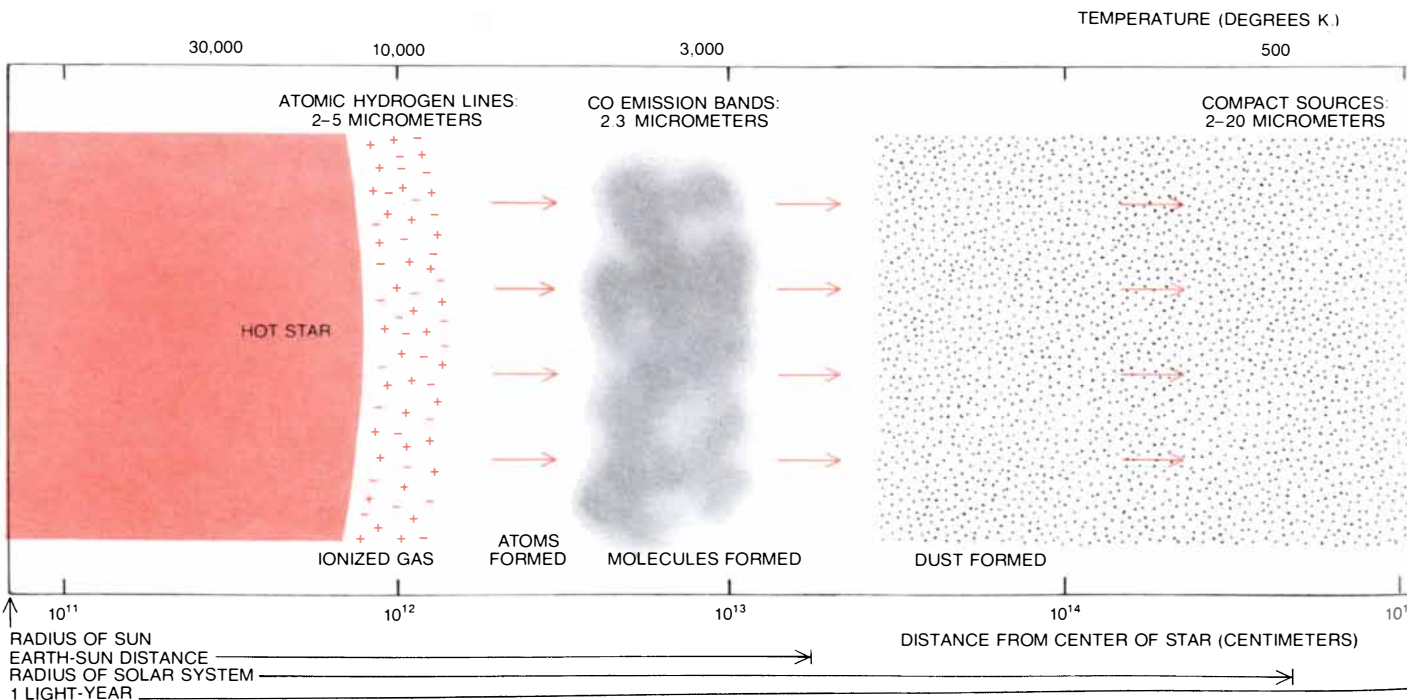 TEMPERATURE (DEGREES K.)
30,000 10,000 3,000 500
ATOMIC HYDROGEN LINES: 2–5 MICROMETERS
CO EMISSION BANDS: 2.3 MICROMETERS
COMPACT SOURCES: 2–20 MICROMETERS
HOT STAR
IONIZED GAS
ATOMS FORMED
MOLECULES FORMED
DUST FORMED
10¹¹ 10¹² 10¹³ 10¹⁴
RADIUS OF SUN
DISTANCE FROM CENTER OF STAR (CENTIMETERS)
EARTH-SUN DISTANCE
RADIUS OF SOLAR SYSTEM
1 LIGHT-YEAR